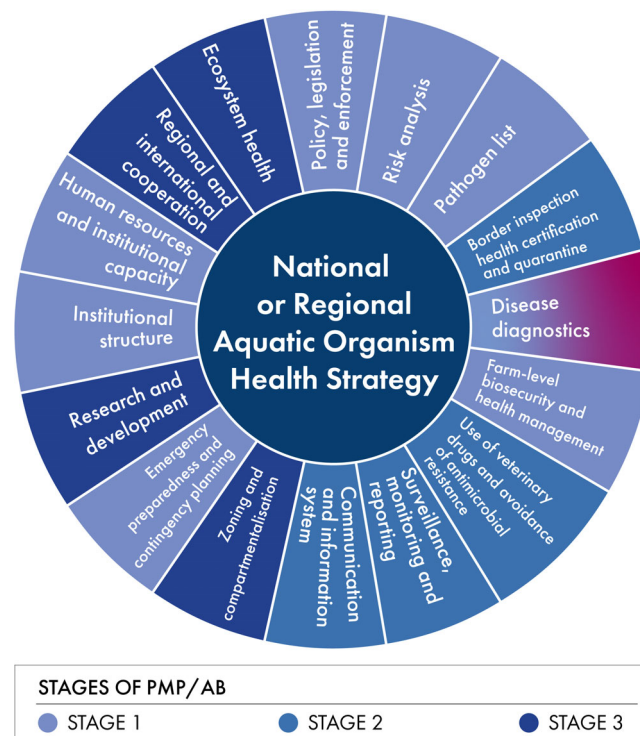 National
or Regional
Aquatic Organism
Health Strategy
Policy, legislation
and enforcement
Risk analysis
Pathogen list
Border inspection
health certification
and quarantine
Disease
diagnostics
Farm-level
biosecurity and
health management
Use of veterinary
drugs and avoidance
of antimicrobial
resistance
Surveillance,
monitoring and
reporting
Communication
and information
system
Zoning and
compartmentalisation
Emergency
preparedness and
contingency planning
Research and
development
Institutional
structure
Human resources
and institutional
capacity
Regional and
international
cooperation
Ecosystem health
STAGES OF PMP/AB
STAGE 1
STAGE 2
STAGE 3